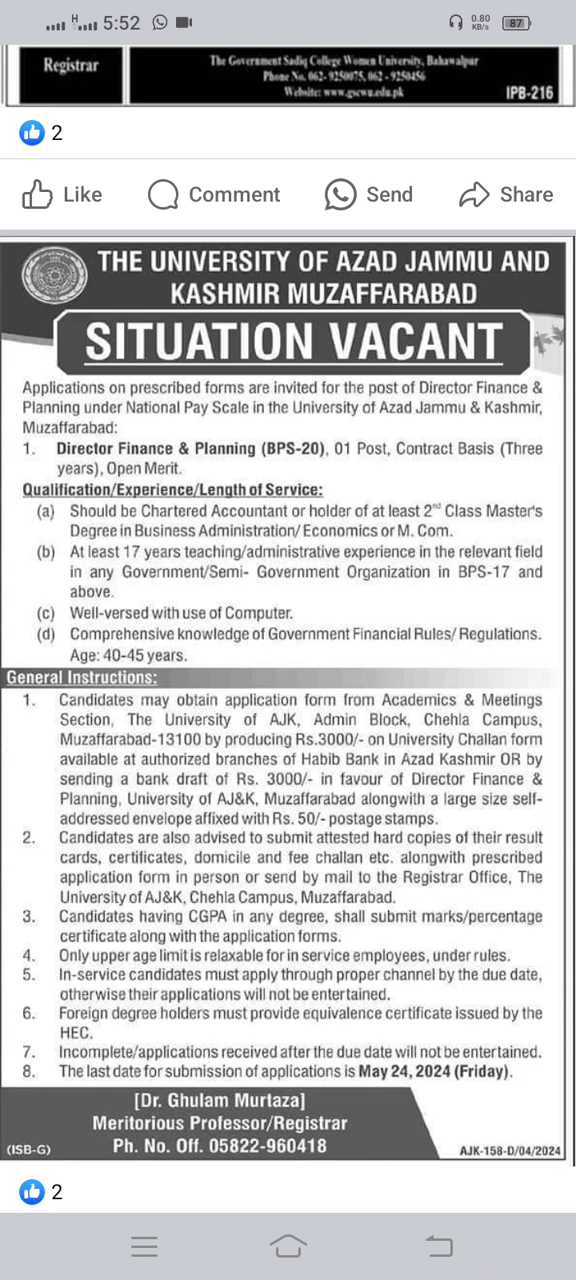 H 5:52 0.80 KB/s 87
Registrar
The Government Sadiq College Women University, Bahawalpur
Phone No. 062- 9250075, 062 - 9250456
Website: www.gscwu.edu.pk
IPB-216
2
Like Comment Send Share
THE UNIVERSITY OF AZAD JAMMU AND
KASHMIR MUZAFFARABAD
SITUATION VACANT
Applications on prescribed forms are invited for the post of Director Finance &
Planning under National Pay Scale in the University of Azad Jammu & Kashmir,
Muzaffarabad:
1. Director Finance & Planning (BPS-20), 01 Post, Contract Basis (Three
years), Open Merit.
Qualification/Experience/Length of Service:
(a) Should be Chartered Accountant or holder of at least 2nd Class Master's
Degree in Business Administration/ Economics or M. Com.
(b) At least 17 years teaching/administrative experience in the relevant field
in any Government/Semi- Government Organization in BPS-17 and
above.
(c) Well-versed with use of Computer.
(d) Comprehensive knowledge of Government Financial Rules/ Regulations.
Age: 40-45 years.
General Instructions:
1. Candidates may obtain application form from Academics & Meetings
Section, The University of AJK, Admin Block, Chehla Campus,
Muzaffarabad-13100 by producing Rs.3000/- on University Challan form
available at authorized branches of Habib Bank in Azad Kashmir OR by
sending a bank draft of Rs. 3000/- in favour of Director Finance &
Planning, University of AJ&K, Muzaffarabad alongwith a large size self-
addressed envelope affixed with Rs. 50/- postage stamps.
2. Candidates are also advised to submit attested hard copies of their result
cards, certificates, domicile and fee challan etc. alongwith prescribed
application form in person or send by mail to the Registrar Office, The
University of AJ&K, Chehla Campus, Muzaffarabad.
3. Candidates having CGPA in any degree, shall submit marks/percentage
certificate along with the application forms.
4. Only upper age limit is relaxable for in service employees, under rules.
5. In-service candidates must apply through proper channel by the due date,
otherwise their applications will not be entertained.
6. Foreign degree holders must provide equivalence certificate issued by the
HEC.
7. Incomplete/applications received after the due date will not be entertained.
8. The last date for submission of applications is May 24, 2024 (Friday).
[Dr. Ghulam Murtaza]
Meritorious Professor/Registrar
Ph. No. Off. 05822-960418
(ISB-G)
AJK-158-D/04/2024
2